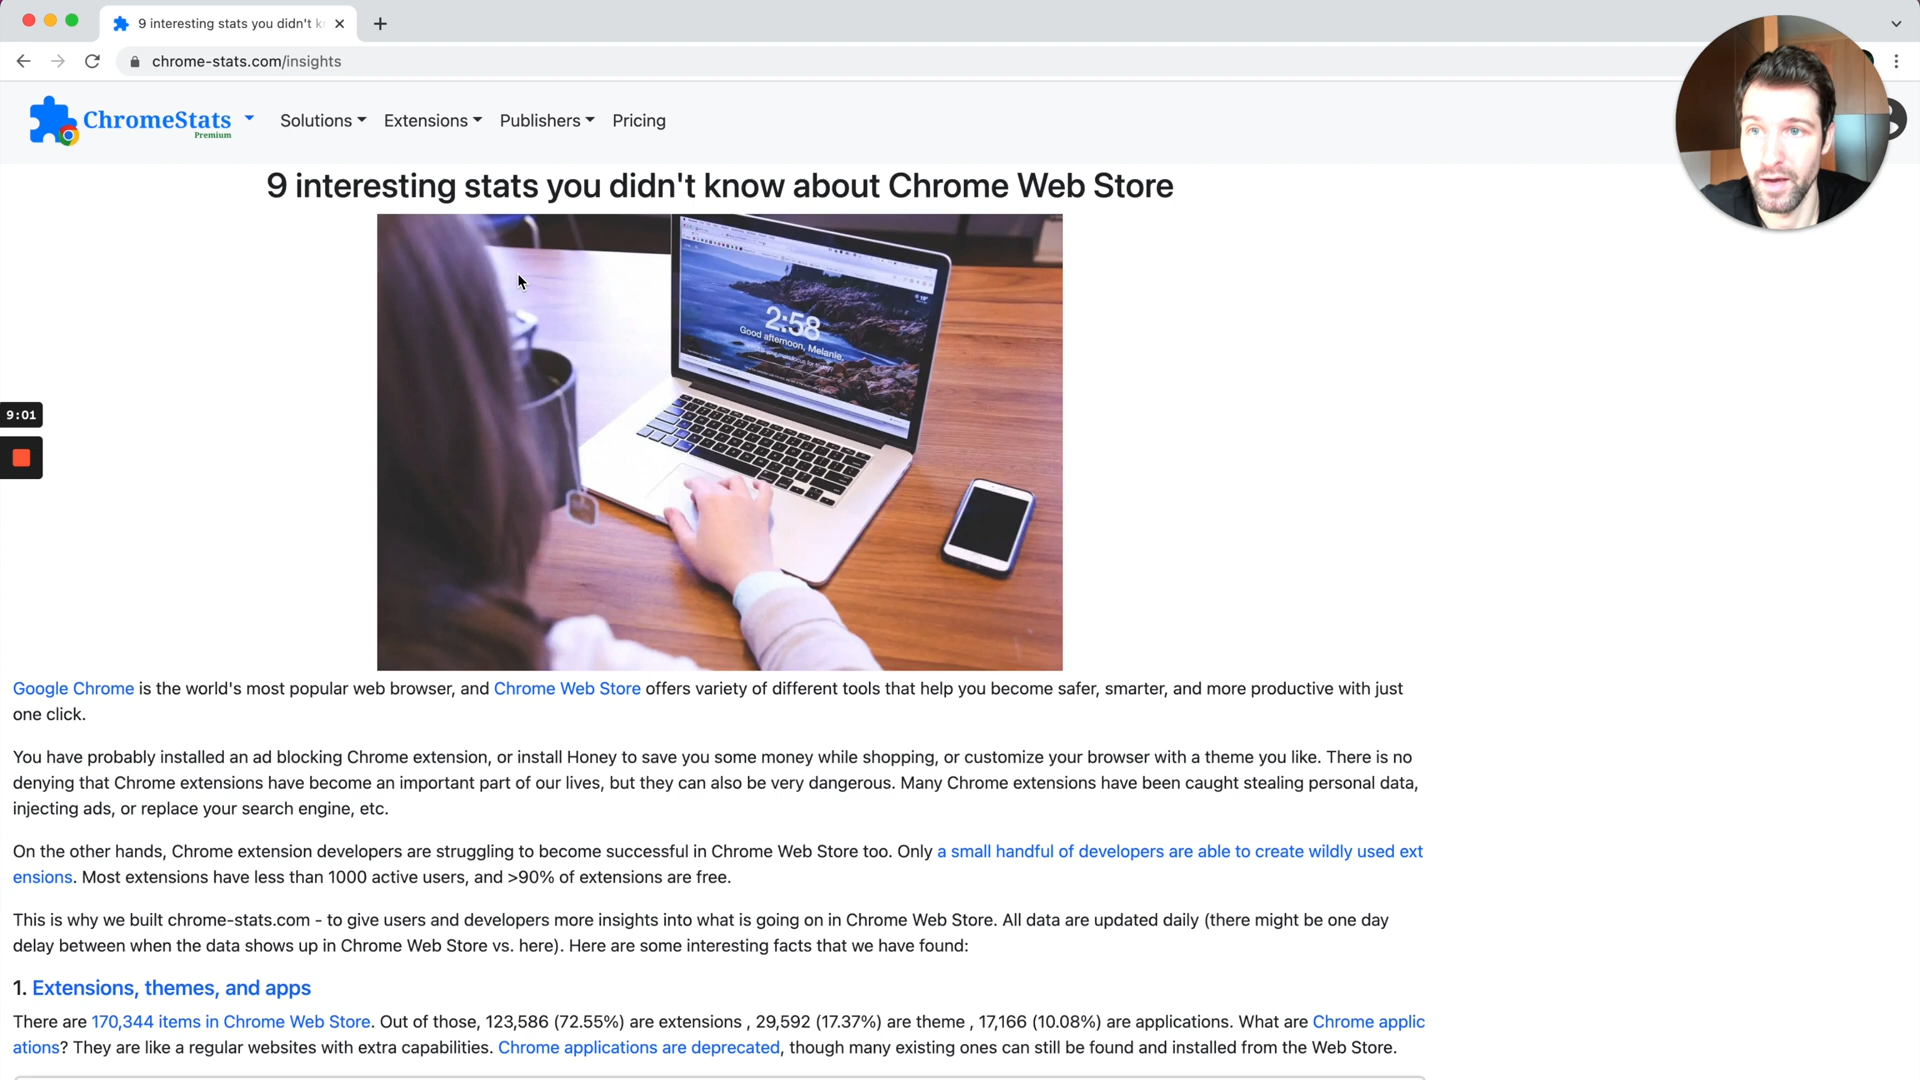 9 interesting stats you didn't k
chrome-stats.com/insights
ChromeStats
Premium
Solutions
Extensions
Publishers
Pricing
9 interesting stats you didn't know about Chrome Web Store
2:58
Good afternoon, Melanie.
9:01
Google Chrome is the world's most popular web browser, and Chrome Web Store offers variety of different tools that help you become safer, smarter, and more productive with just
one click.
You have probably installed an ad blocking Chrome extension, or install Honey to save you some money while shopping, or customize your browser with a theme you like. There is no
denying that Chrome extensions have become an important part of our lives, but they can also be very dangerous. Many Chrome extensions have been caught stealing personal data,
injecting ads, or replace your search engine, etc.
On the other hands, Chrome extension developers are struggling to become successful in Chrome Web Store too. Only a small handful of developers are able to create wildly used ext
ensions. Most extensions have less than 1000 active users, and >90% of extensions are free.
This is why we built chrome-stats.com - to give users and developers more insights into what is going on in Chrome Web Store. All data are updated daily (there might be one day
delay between when the data shows up in Chrome Web Store vs. here). Here are some interesting facts that we have found:
1. Extensions, themes, and apps
There are 170,344 items in Chrome Web Store. Out of those, 123,586 (72.55%) are extensions , 29,592 (17.37%) are theme , 17,166 (10.08%) are applications. What are Chrome applic
ations? They are like a regular websites with extra capabilities. Chrome applications are deprecated, though many existing ones can still be found and installed from the Web Store.